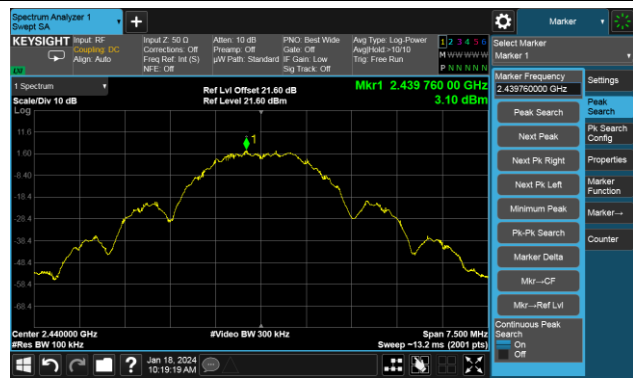 Spectrum Analyzer 1
Swept SA
Marker
KEYSIGHT
Input: RF
Coupling: DC
Align: Auto
Input Z: 50 Ω
Corrections: Off
Freq Ref: Int (S)
NFE: Off
Atten: 10 dB
Preamp: Off
µW Path: Standard
PNO: Best Wide
Gate: Off
IF Gain: Low
Sig Track: Off
Avg Type: Log-Power
Avg|Hold:>10/10
Trig: Free Run
1 2 3 4 5 6
M W W W W W
P N N N N N
Select Marker
Marker 1
1 Spectrum
Scale/Div 10 dB
Log
Ref Lvl Offset 21.60 dB
Ref Level 21.60 dBm
Mkr1 2.439 760 00 GHz
3.10 dBm
11.6
1.60
-8.40
-18.4
-28.4
-38.4
-48.4
-58.4
-68.4
1
Center 2.44000 GHz
#Res BW 100 kHz
#Video BW 300 kHz
Span 7.500 MHz
Sweep ~13.2 ms (2001 pts)
Jan 18, 2024
10:19:19 AM
Marker Frequency
2.439760000 GHz
Peak Search
Next Peak
Next Pk Right
Next Pk Left
Minimum Peak
Pk-Pk Search
Marker Delta
Mkr→CF
Mkr→Ref Lvl
Continuous Peak
Search
On
Off
Settings
Peak
Search
Pk Search
Config
Properties
Marker
Function
Marker→
Counter